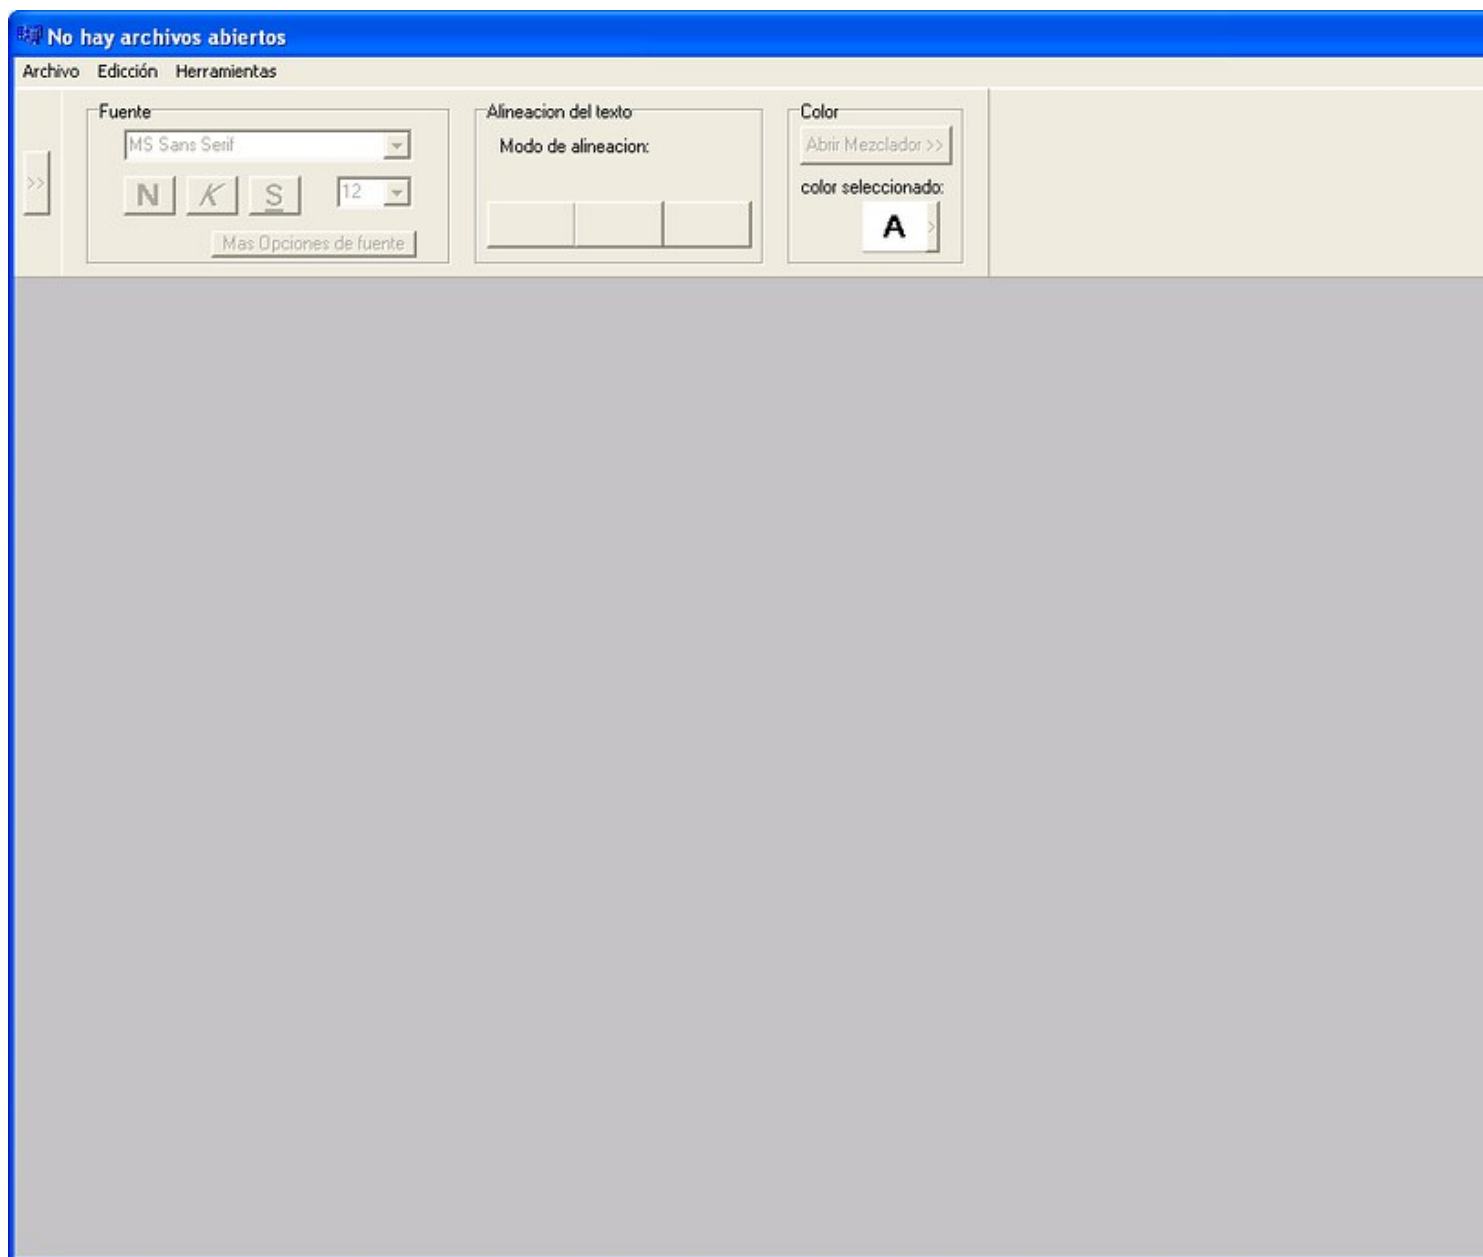 No hay archivos abiertos
Archivo Edicción Herramientas
>>
Fuente
MS Sans Serif
N K S 12
Mas Opciones de fuente
Alineacion del texto
Modo de alineacion:
Color
Abrir Mezclador >>
color seleccionado:
A >